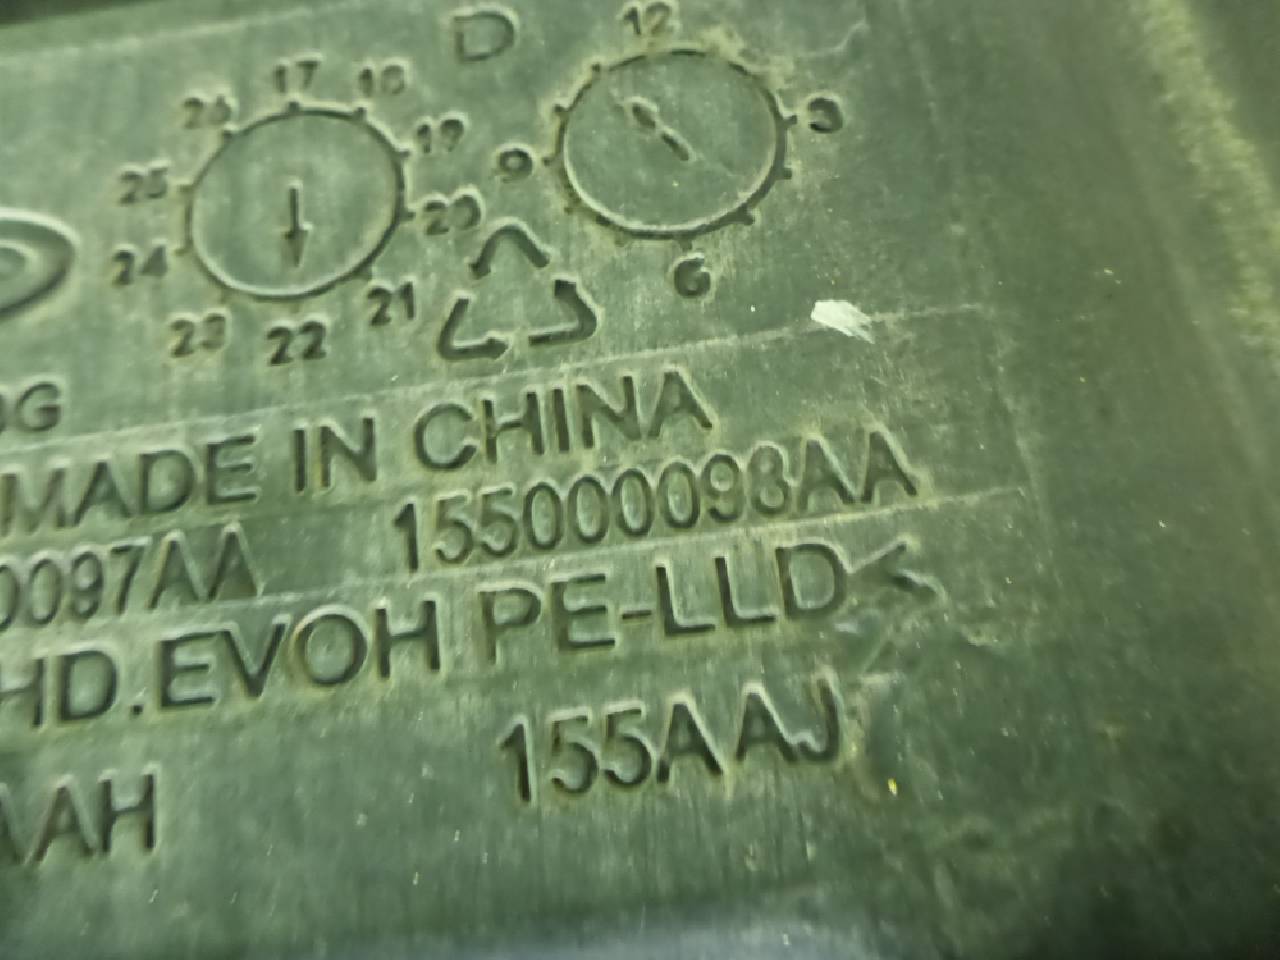 D
17 18 19 20 21 22 23 24 25 26
12 3 6 9
MADE IN CHINA
0097AA 155000098AA
HD.EVOH PE-LLD<
155AAJ
AAH